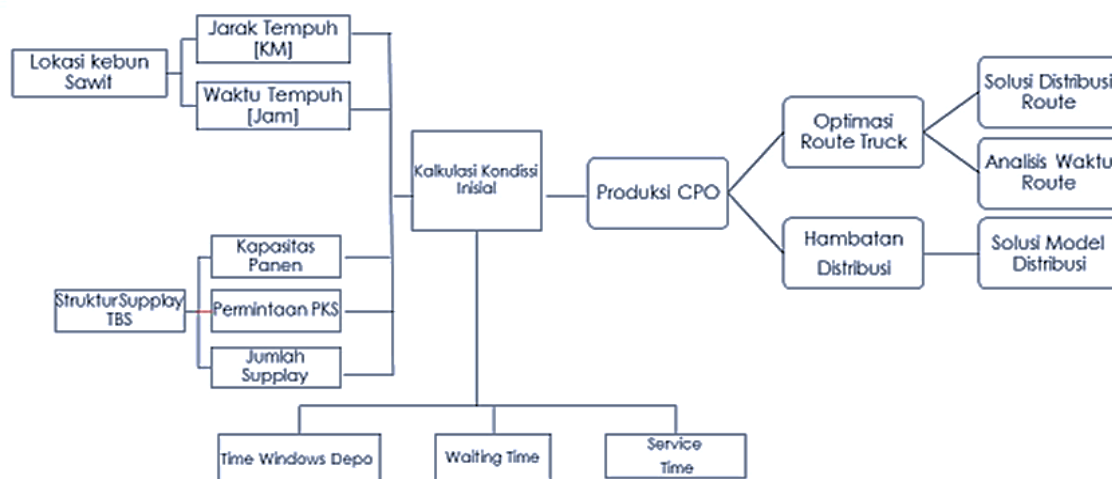 Lokasi kebun
Sawit
Jarak Tempuh
[KM]
Waktu Tempuh
[Jam]
Kapasitas
Panen
StrukturSupplay
TBS
Permintaan PKS
Jumlah
Supplay
Kalkulasi Kondissi
Inisial
Time Windows Depo
Waiting Time
Service
Time
Produksi CPO
Optimasi
Route Truck
Hambatan
Distribusi
Solusi Distribusi
Route
Analisis Waktu
Route
Solusi Model
Distribusi